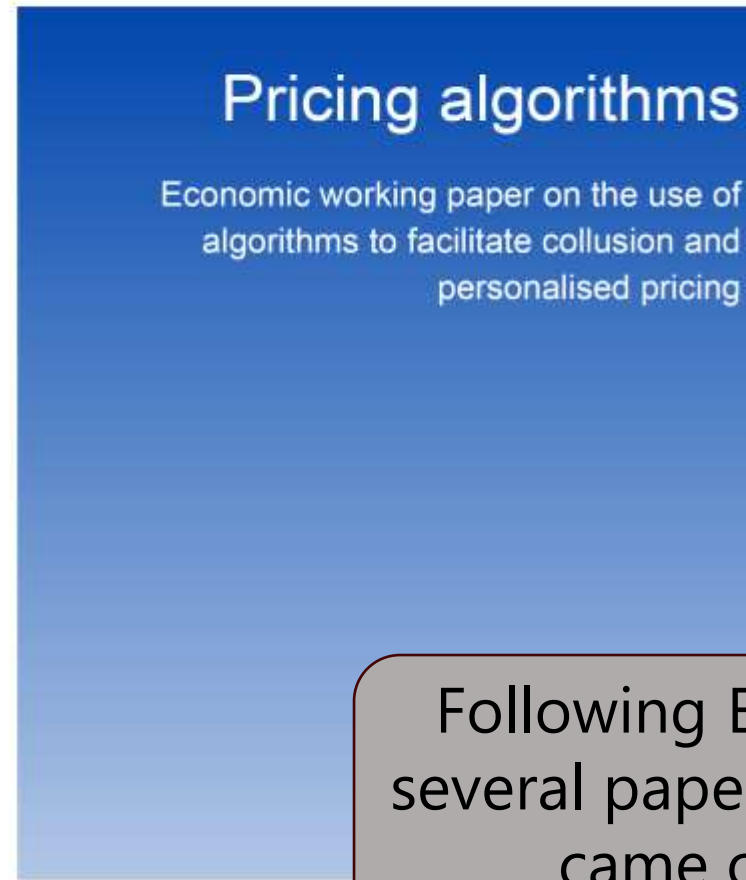 Pricing algorithms
Economic working paper on the use of
algorithms to facilitate collusion and
personalised pricing
Following
several
came